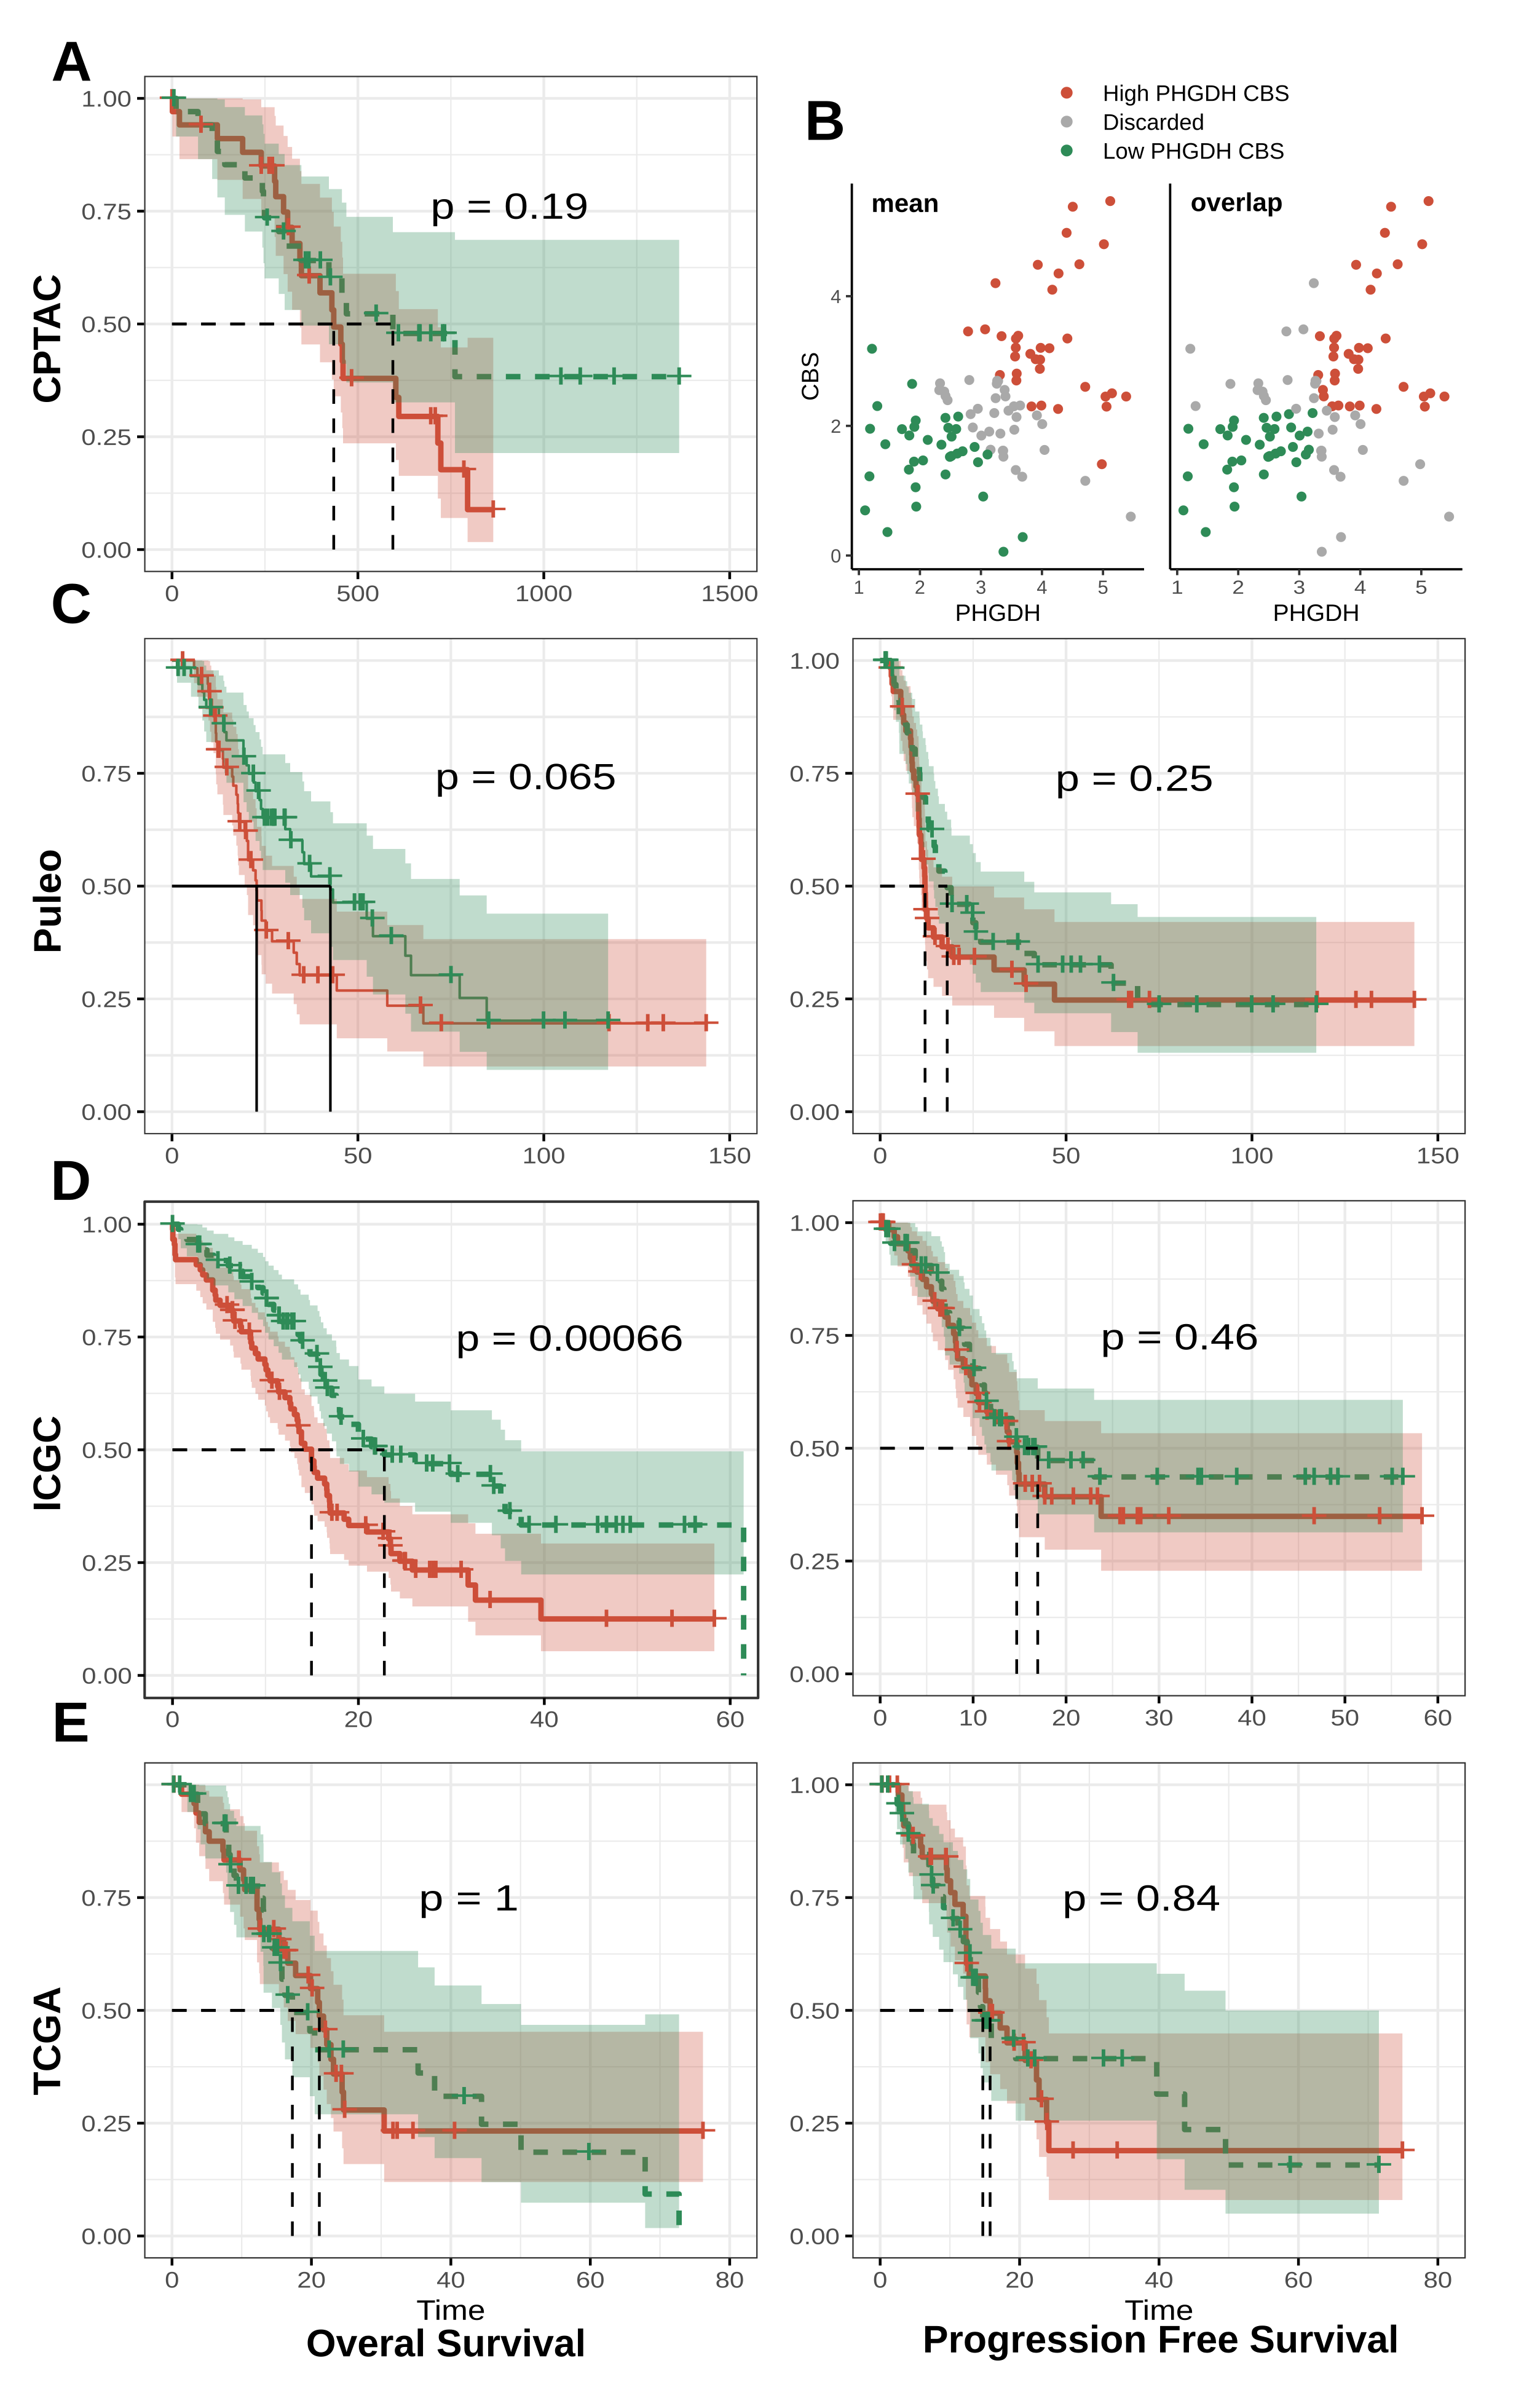 A
CPTAC
1.00
0.75
0.50
0.25
0.00
p = 0.19
0 500 1000 1500
B
High PHGDH CBS
Discarded
Low PHGDH CBS
mean
overlap
CBS
4
2
0
1 2 3 4 5
1 2 3 4 5
PHGDH
PHGDH
C
Puleo
0.75
0.50
0.25
0.00
p = 0.065
0 50 100 150
1.00
0.75
0.50
0.25
0.00
p = 0.25
0 50 100 150
D
ICGC
1.00
0.75
0.50
0.25
0.00
p = 0.00066
0 20 40 60
1.00
0.75
0.50
0.25
0.00
p = 0.46
0 10 20 30 40 50 60
E
TCGA
0.75
0.50
0.25
0.00
p = 1
0 20 40 60 80
Time
Overal Survival
1.00
0.75
0.50
0.25
0.00
p = 0.84
0 20 40 60 80
Time
Progression Free Survival